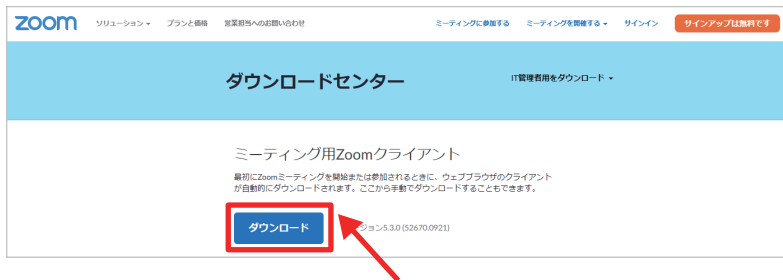 zoom ソリューション プランと価格 営業担当へのお問い合わせ ミーティングに参加する ミーティングを開催する サインイン サインアップは無料です
ダウンロードセンター IT管理者用をダウンロード
ミーティング用Zoomクライアント
最初にZoomミーティングを開始または参加されるときに、ウェブブラウザのクライアント
が自動的にダウンロードされます。ここから手動でダウンロードすることもできます。
ダウンロード ジョン5.3.0 (52670.0921)